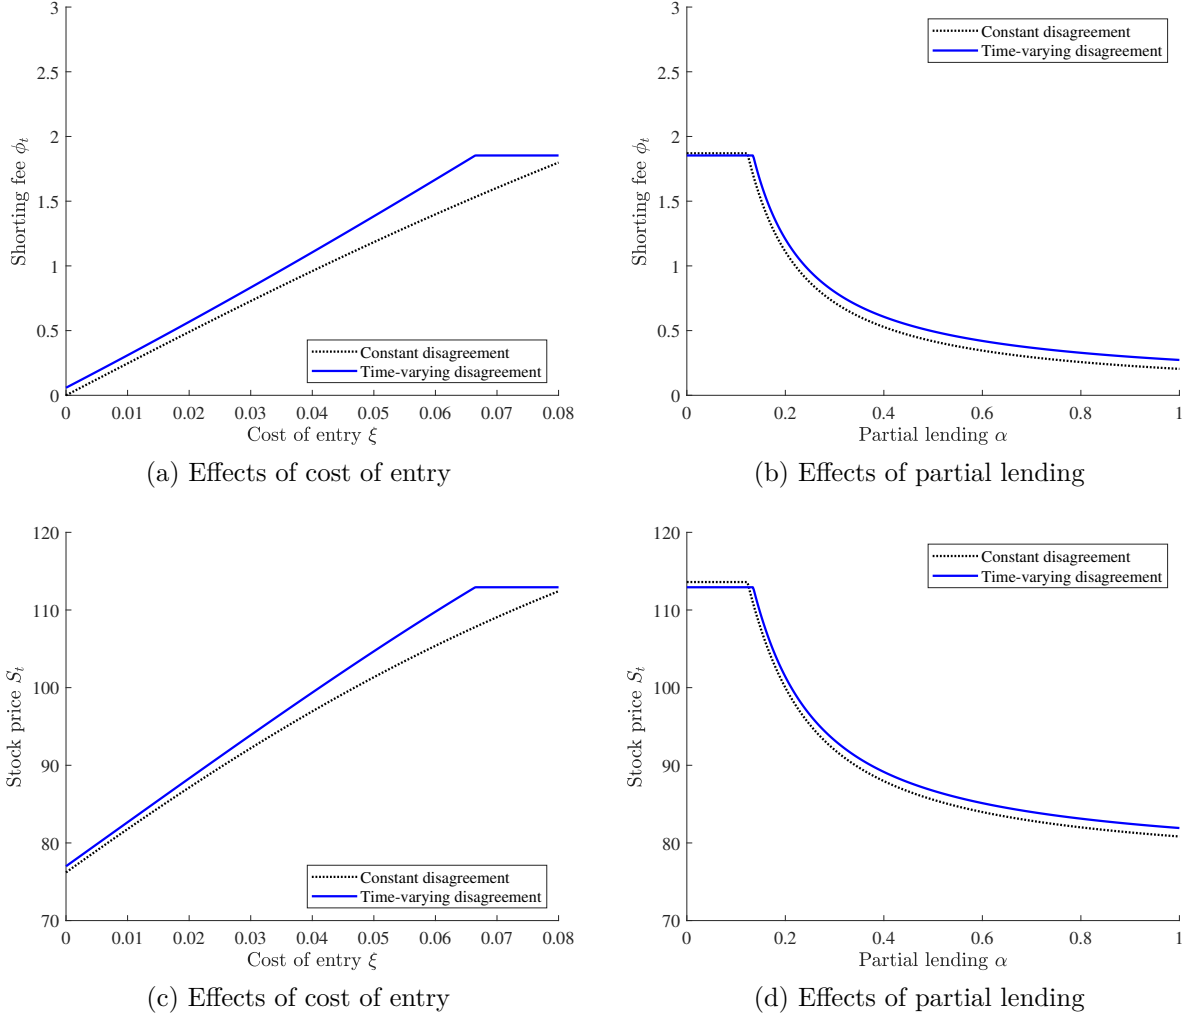 3
2.5
2
1.5
1
0.5
0
Shorting fee ϕ_t
Constant disagreement
Time-varying disagreement
0 0.01 0.02 0.03 0.04 0.05 0.06 0.07 0.08
Cost of entry ξ
(a) Effects of cost of entry
3
2.5
2
1.5
1
0.5
0
Shorting fee ϕ_t
Constant disagreement
Time-varying disagreement
0 0.2 0.4 0.6 0.8 1
Partial lending α
(b) Effects of partial lending
120
110
100
90
80
70
Stock price S_t
Constant disagreement
Time-varying disagreement
0 0.01 0.02 0.03 0.04 0.05 0.06 0.07 0.08
Cost of entry ξ
(c) Effects of cost of entry
120
110
100
90
80
70
Stock price S_t
Constant disagreement
Time-varying disagreement
0 0.2 0.4 0.6 0.8 1
Partial lending α
(d) Effects of partial lending